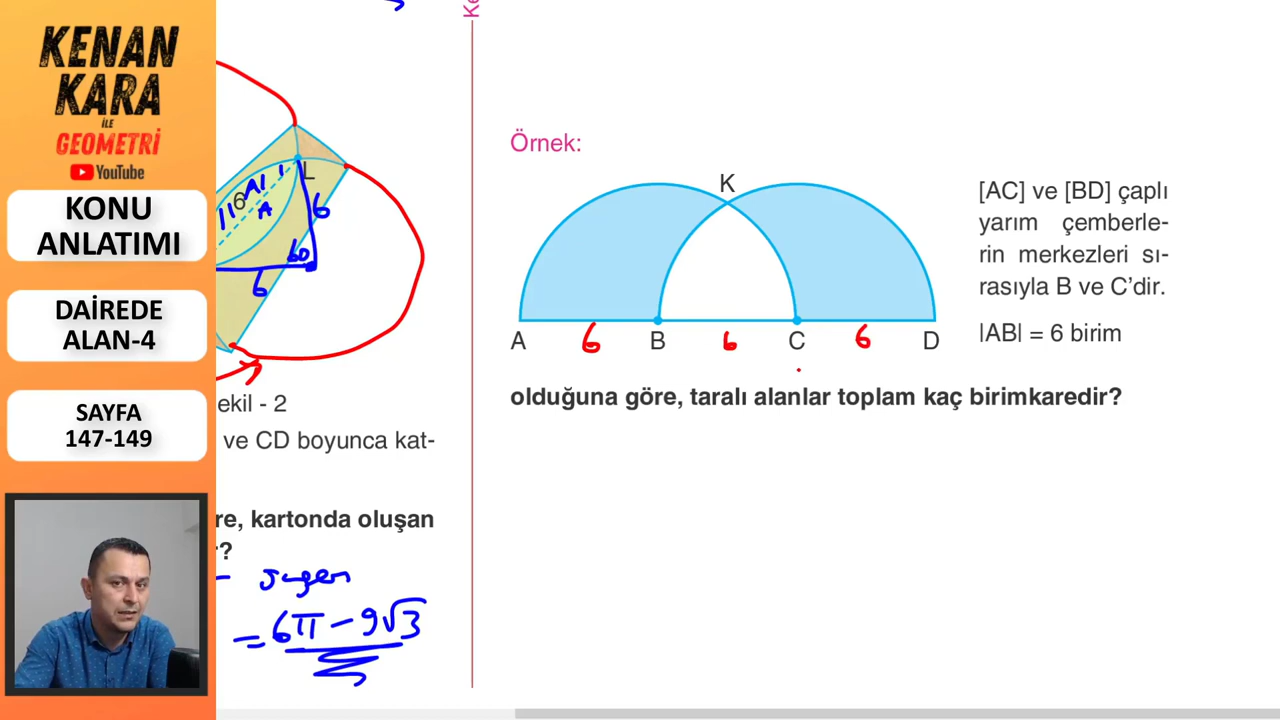 KENAN
KARA
İLE
GEOMETRİ
YouTube
KONU
ANLATIMI
DAİREDE
ALAN-4
SAYFA
147-149
L
6
A
A
6
60
6
ekil - 2
ve CD boyunca kat-
re, kartonda oluşan
r?
= 6π - 9√3
Ke
Örnek:
K
A
B
C
D
6
6
6
[AC] ve [BD] çaplı
yarım çemberle-
rin merkezleri sı-
rasıyla B ve C’dir.
|AB| = 6 birim
olduğuna göre, taralı alanlar toplam kaç birimkaredir?